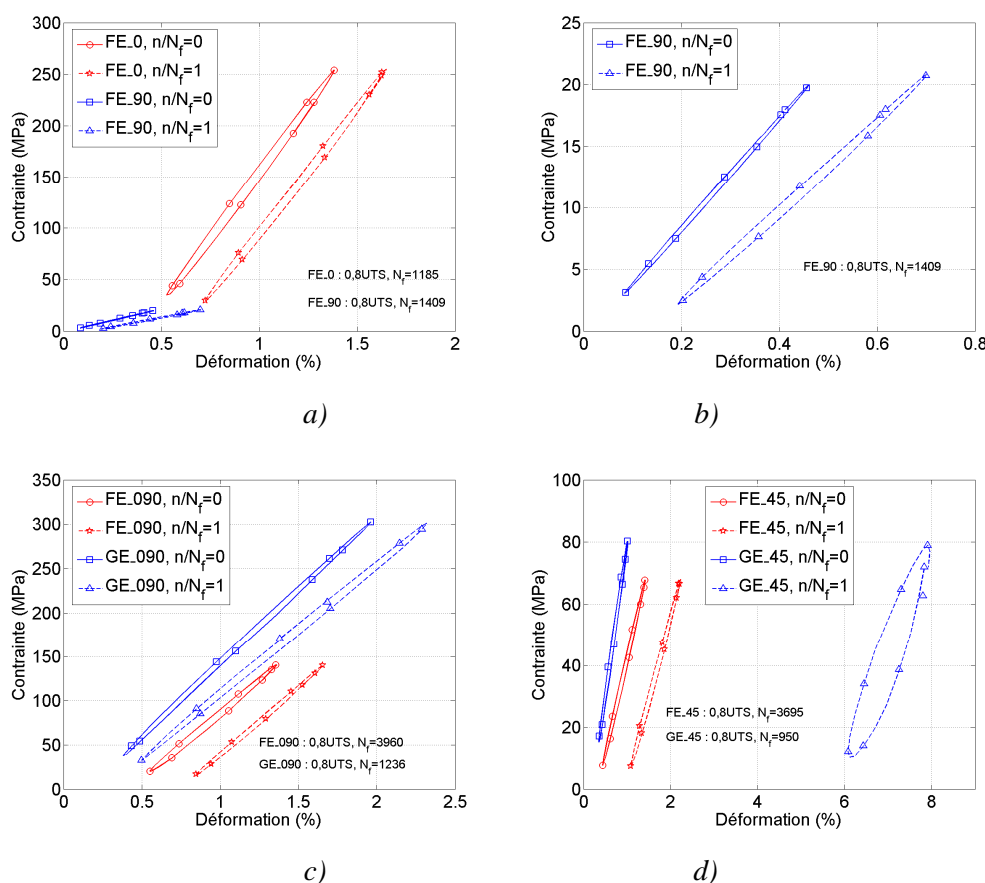 300
250
200
150
100
50
0
Contrainte (MPa)
FE_0, n/Nf=0
FE_0, n/Nf=1
FE_90, n/Nf=0
FE_90, n/Nf=1
FE_0 : 0,8UTS, Nf=1185
FE_90 : 0,8UTS, Nf=1409
0 0.5 1 1.5 2
Déformation (%)
a)
25
20
15
10
5
0
Contrainte (MPa)
FE_90, n/Nf=0
FE_90, n/Nf=1
FE_90 : 0,8UTS, Nf=1409
0 0.2 0.4 0.6 0.8
Déformation (%)
b)
350
300
250
200
150
100
50
0
Contrainte (MPa)
FE_090, n/Nf=0
FE_090, n/Nf=1
GE_090, n/Nf=0
GE_090, n/Nf=1
FE_090 : 0,8UTS, Nf=3960
GE_090 : 0,8UTS, Nf=1236
0 0.5 1 1.5 2 2.5
Déformation (%)
c)
100
80
60
40
20
0
Contrainte (MPa)
FE_45, n/Nf=0
FE_45, n/Nf=1
GE_45, n/Nf=0
GE_45, n/Nf=1
FE_45 : 0,8UTS, Nf=3695
GE_45 : 0,8UTS, Nf=950
0 2 4 6 8
Déformation (%)
d)